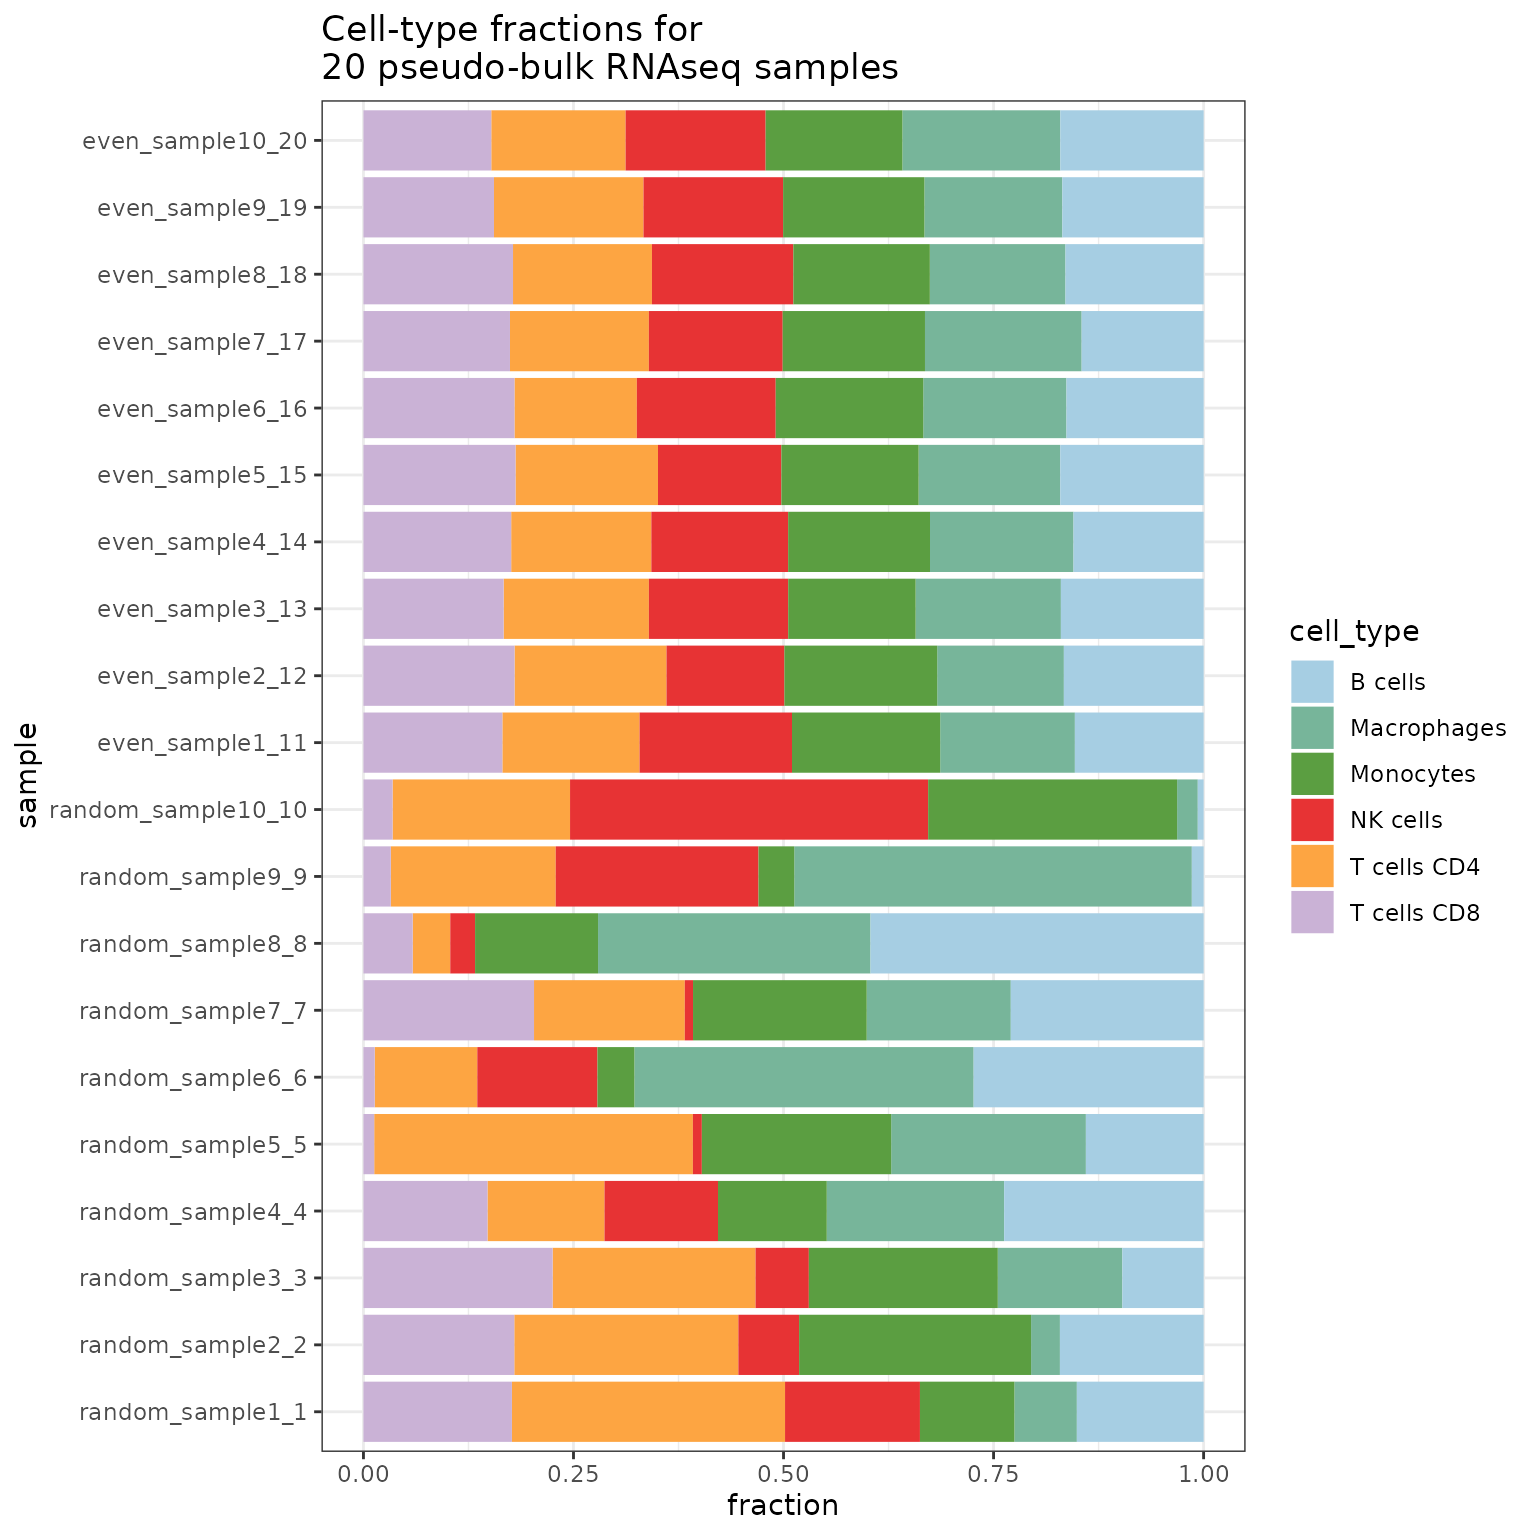 Cell-type fractions for
20 pseudo-bulk RNAseq samples
even_sample10_20
even_sample9_19
even_sample8_18
even_sample7_17
even_sample6_16
even_sample5_15
even_sample4_14
even_sample3_13
even_sample2_12
even_sample1_11
random_sample10_10
random_sample9_9
random_sample8_8
random_sample7_7
random_sample6_6
random_sample5_5
random_sample4_4
random_sample3_3
random_sample2_2
random_sample1_1
sample
0.00 0.25 0.50 0.75 1.00
fraction
cell_type
B cells
Macrophages
Monocytes
NK cells
T cells CD4
T cells CD8